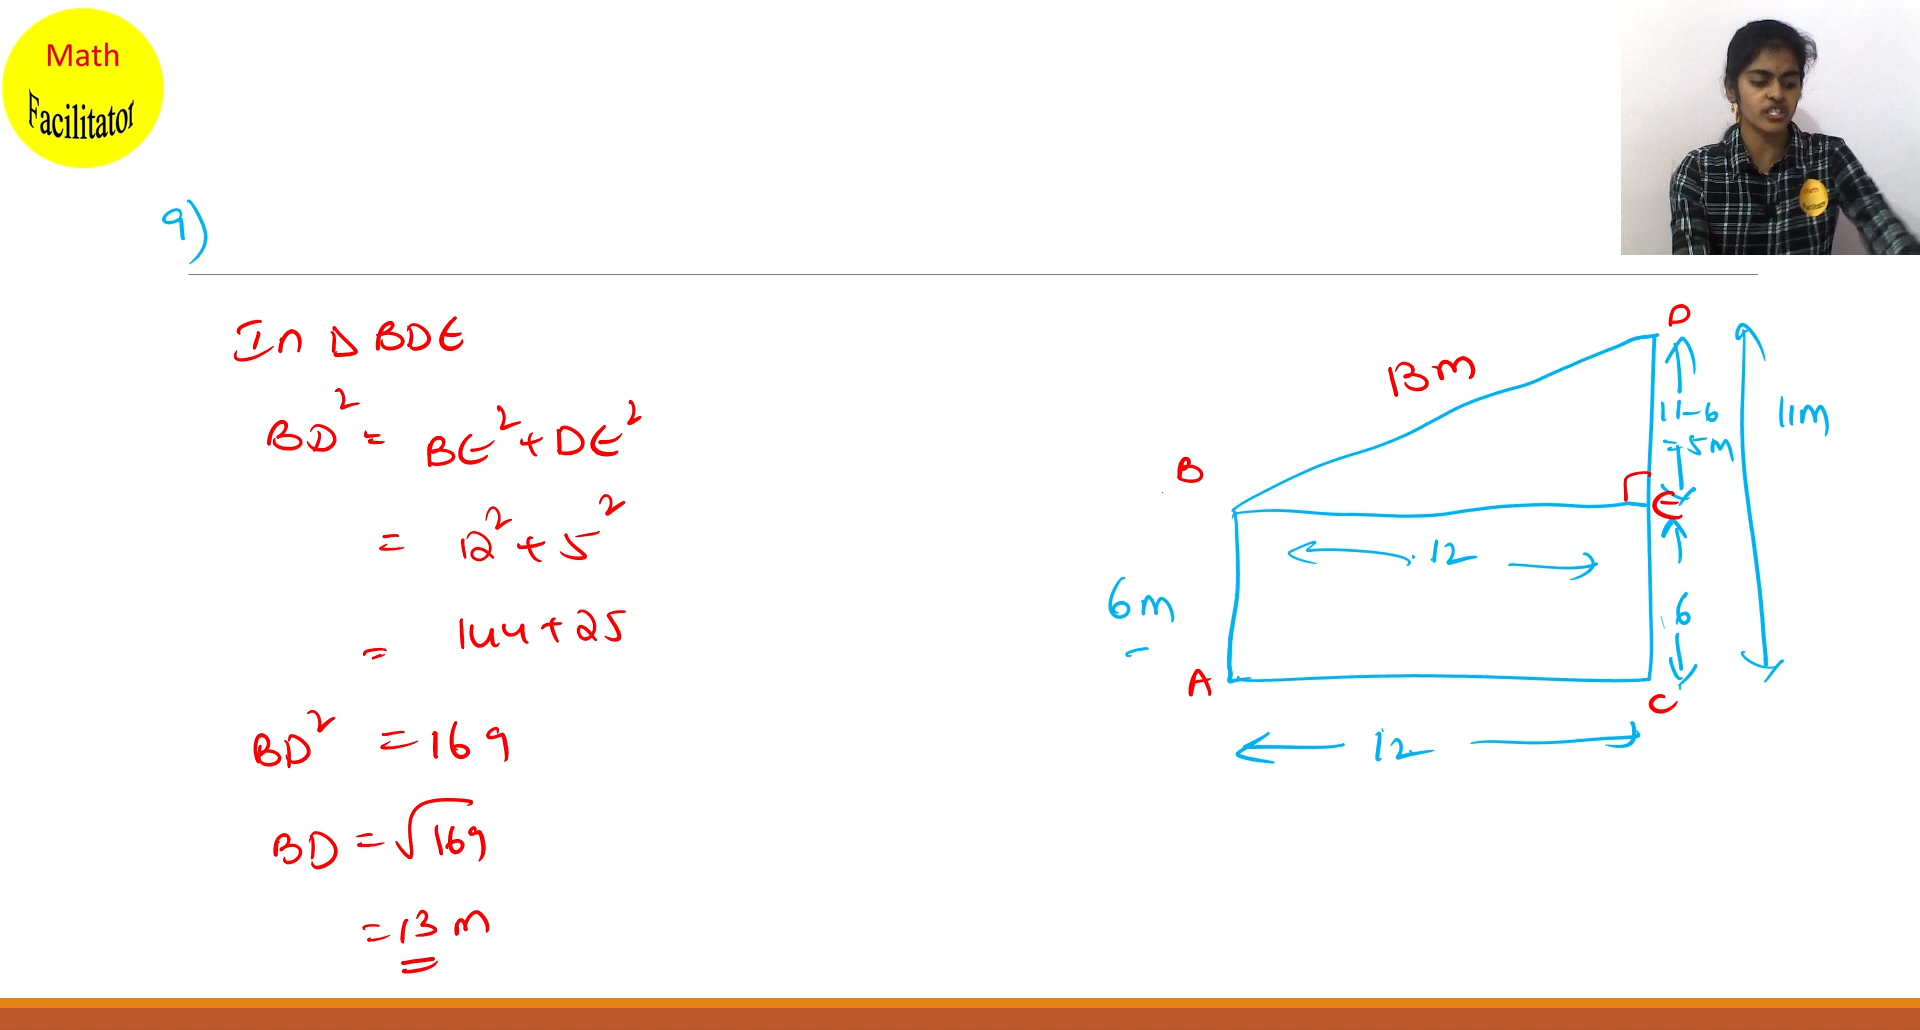 Math
Facilitator
9)
In Δ BDE
BD² = BE² + DE²
= 12² + 5²
= 144 + 25
BD² = 169
BD = √169
= 13 m
D
13m
11-6
= 5m
11m
B
E
12
6m
6
A
C
12